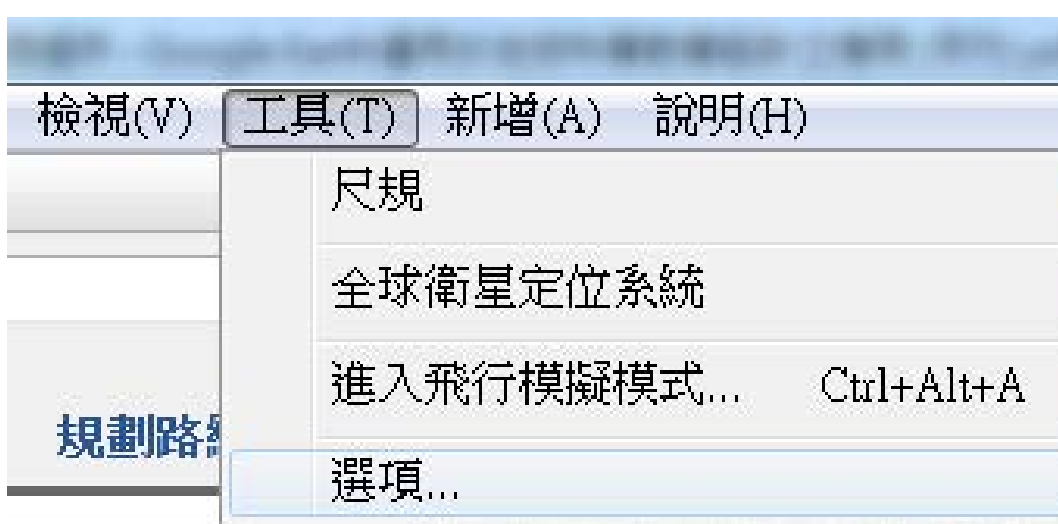 檢視(V) 工具(T) 新增(A) 說明(H)
尺規
全球衛星定位系統
進入飛行模擬模式... Ctrl+Alt+A
規劃路
選項...